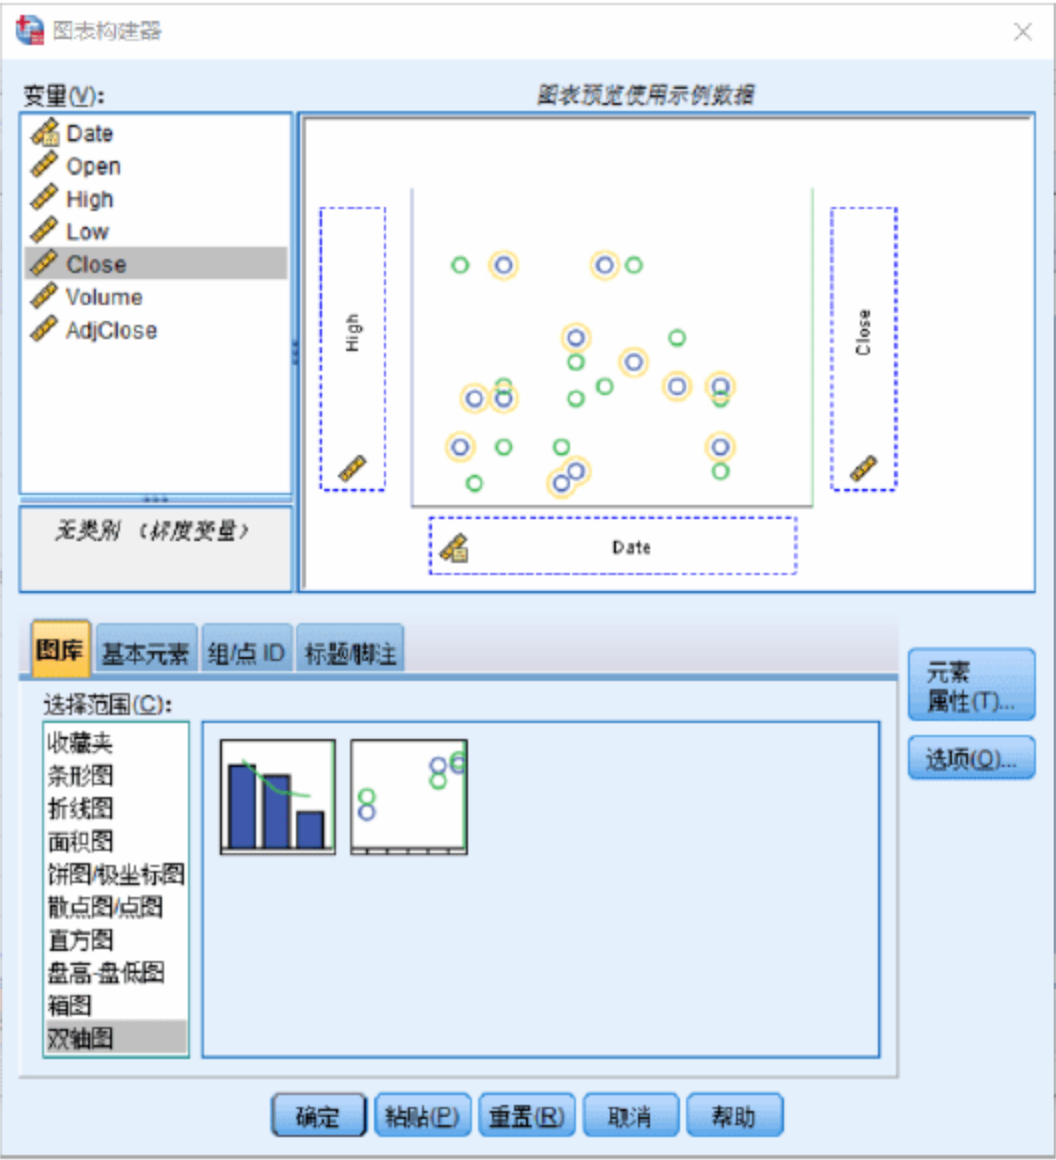 图表构建器
变量(V):
图表预览使用示例数据
Date
Open
High
Low
Close
Volume
AdjClose
High
Close
Date
无类别 (标度变量)
图库
基本元素
组/点 ID
标题/脚注
元素
属性(T)...
选项(O)...
选择范围(C):
收藏夹
条形图
折线图
面积图
饼图/极坐标图
散点图/点图
直方图
盘高-盘低图
箱图
双轴图
确定
粘贴(P)
重置(R)
取消
帮助